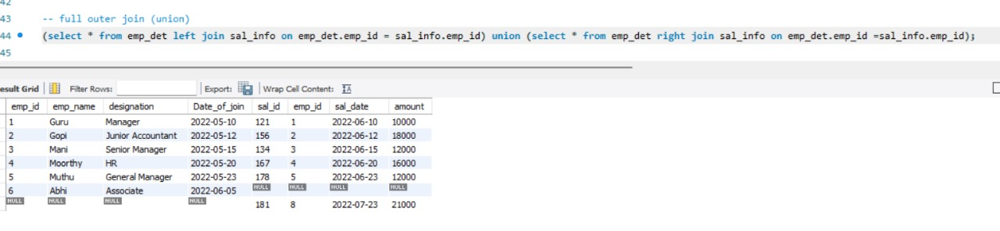 42
43 -- full outer join (union)
44 (select * from emp_det left join sal_info on emp_det.emp_id = sal_info.emp_id) union (select * from emp_det right join sal_info on emp_det.emp_id =sal_info.emp_id);
45
esult Grid Filter Rows: Export: Wrap Cell Content:
emp_id emp_name designation Date_of_join sal_id emp_id sal_date amount
1 Guru Manager 2022-05-10 121 1 2022-06-10 10000
2 Gopi Junior Accountant 2022-05-12 156 2 2022-06-12 18000
3 Mani Senior Manager 2022-05-15 134 3 2022-06-15 12000
4 Moorthy HR 2022-05-20 167 4 2022-06-20 16000
5 Muthu General Manager 2022-05-23 178 5 2022-06-23 12000
6 Abhi Associate 2022-06-05 NULL NULL NULL NULL
NULL NULL NULL NULL 181 8 2022-07-23 21000